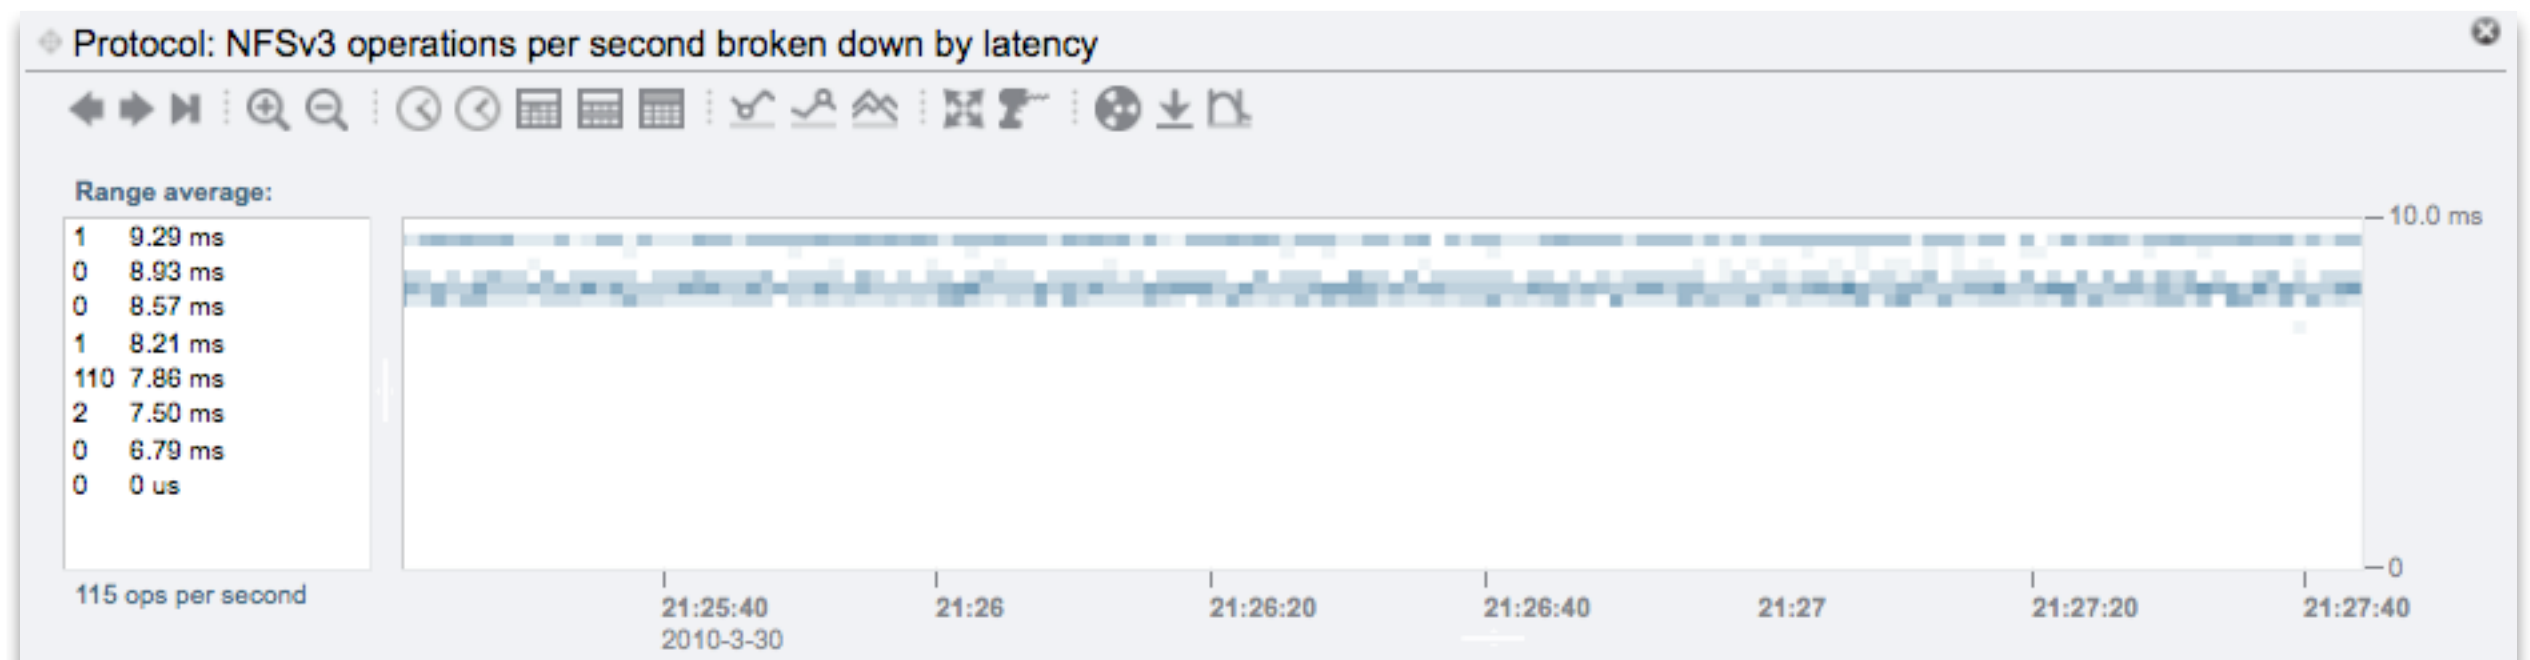 Protocol: NFSv3 operations per second broken down by latency
Range average:
1 9.29 ms
0 8.93 ms
0 8.57 ms
1 8.21 ms
110 7.86 ms
2 7.50 ms
0 6.79 ms
0 0 us
115 ops per second
10.0 ms
0
21:25:40 21:26 21:26:20 21:26:40 21:27 21:27:20 21:27:40
2010-3-30